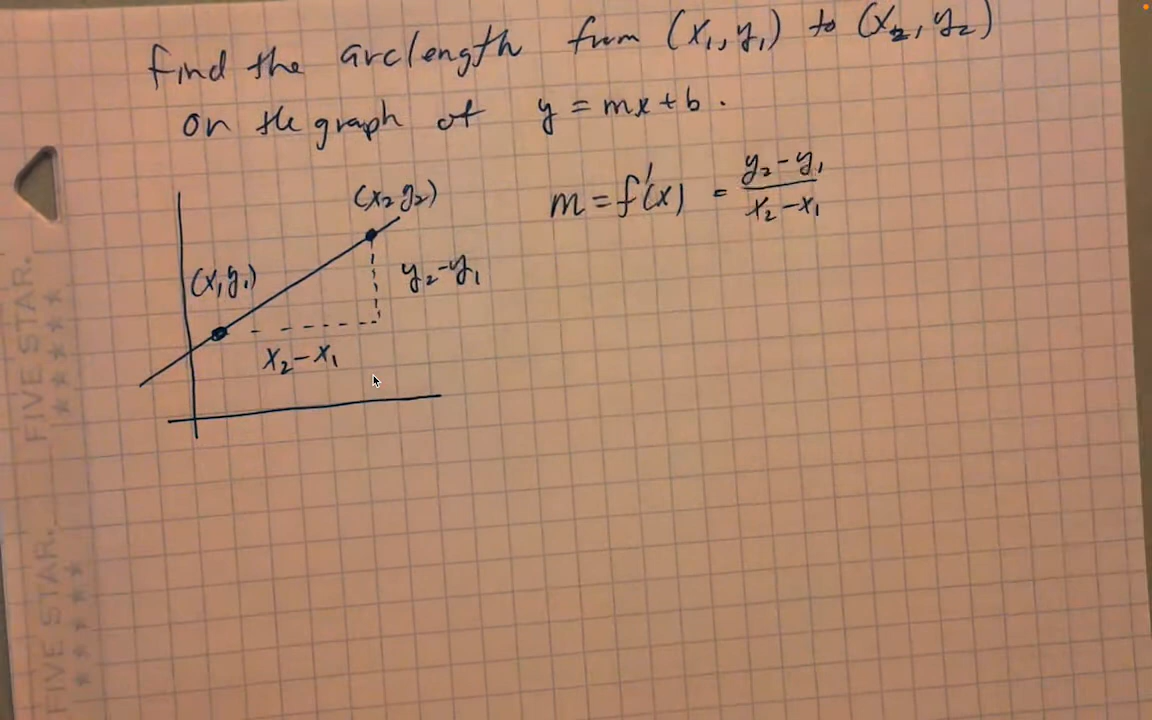 Find the arclength from (x₁, y₁) to (x₂, y₂)
on the graph of y = mx + b.
m = f'(x) = (y₂ - y₁)/(x₂ - x₁)
(x₂ y₂)
(x₁ y₁)
y₂ - y₁
x₂ - x₁
FIVE STAR.
★★★★★
FIVE STAR.
★★★★★